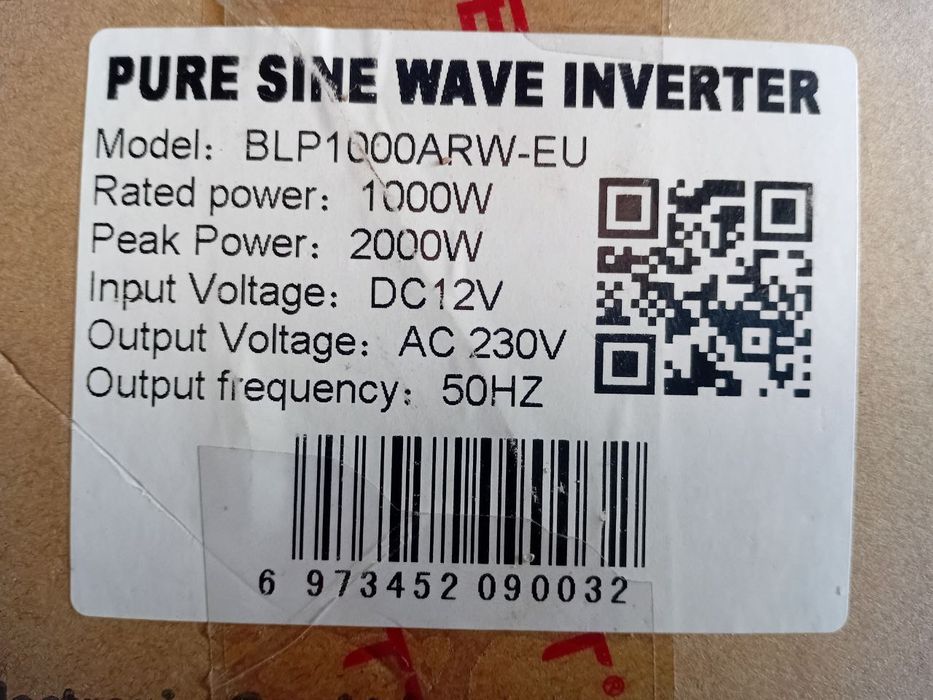 PURE SINE WAVE INVERTER
Model: BLP1000ARW-EU
Rated power: 1000W
Peak Power: 2000W
Input Voltage: DC12V
Output Voltage: AC 230V
Output frequency: 50HZ
6 973452 090032